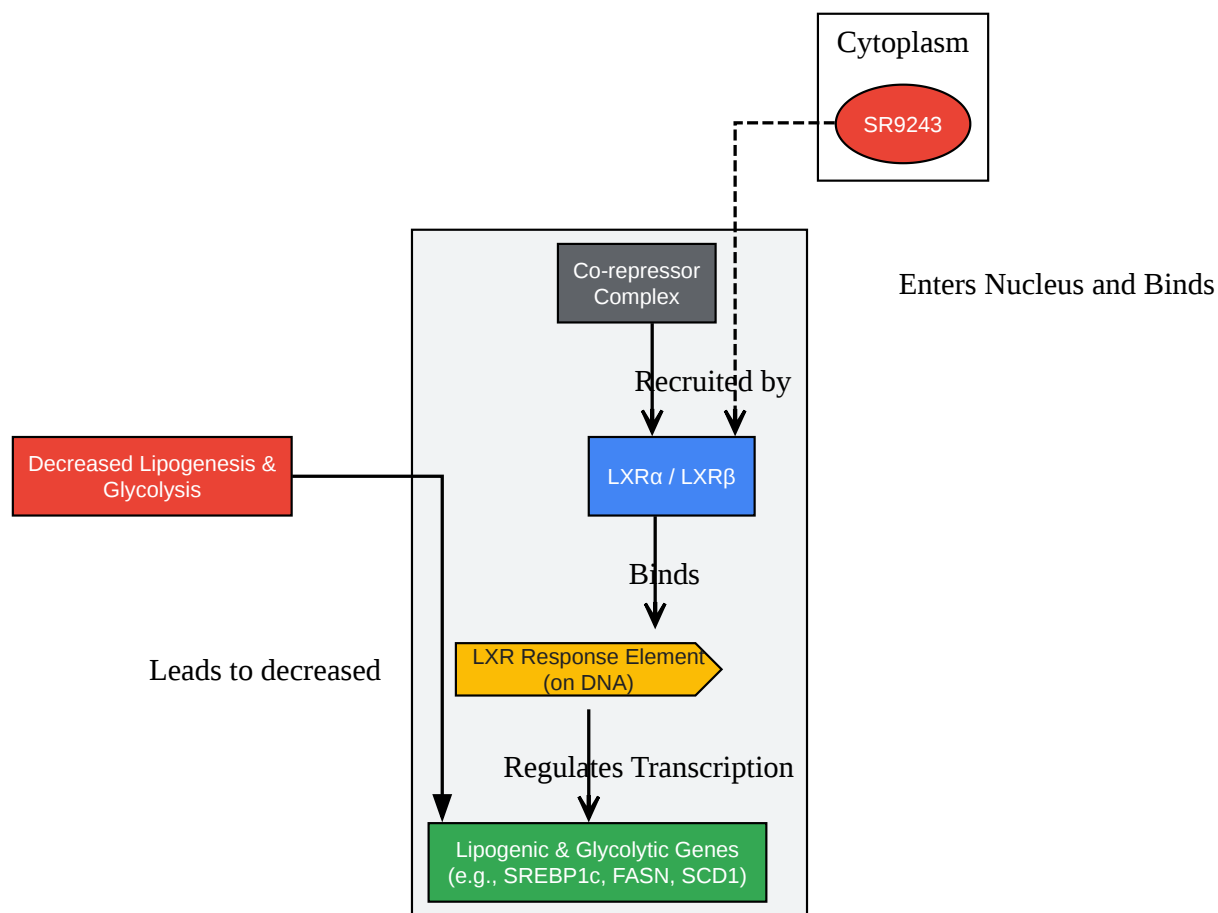 Cytoplasm
SR9243
Co-repressor
Complex
Enters Nucleus and Binds
Recruited by
Decreased Lipogenesis &
Glycolysis
LXRα / LXRβ
Binds
LXR Response Element
(on DNA)
Leads to decreased
Regulates Transcription
Lipogenic & Glycolytic Genes
(e.g., SREBP1c, FASN, SCD1)